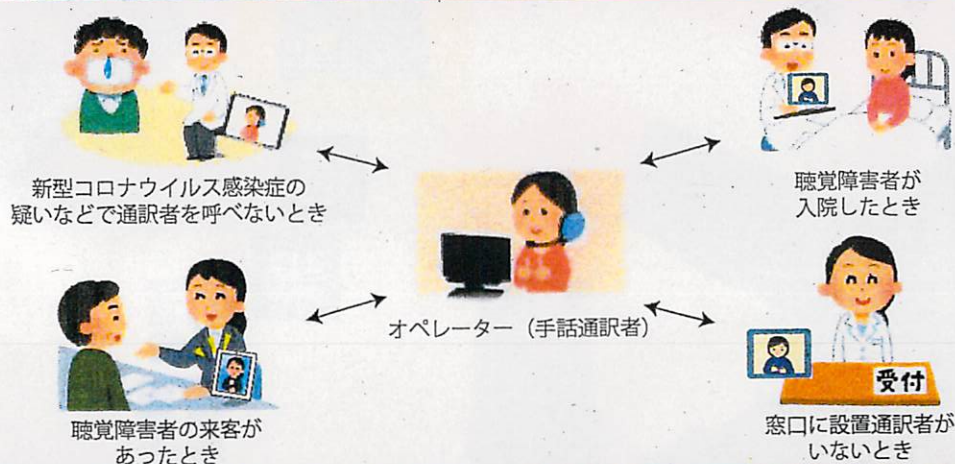 新型コロナウイルス感染症の
疑いなどで通訳者を呼べないとき
聴覚障害者が
入院したとき
オペレーター（手話通訳者）
聴覚障害者の来客が
あったとき
受付
窓口に設置通訳者が
いないとき